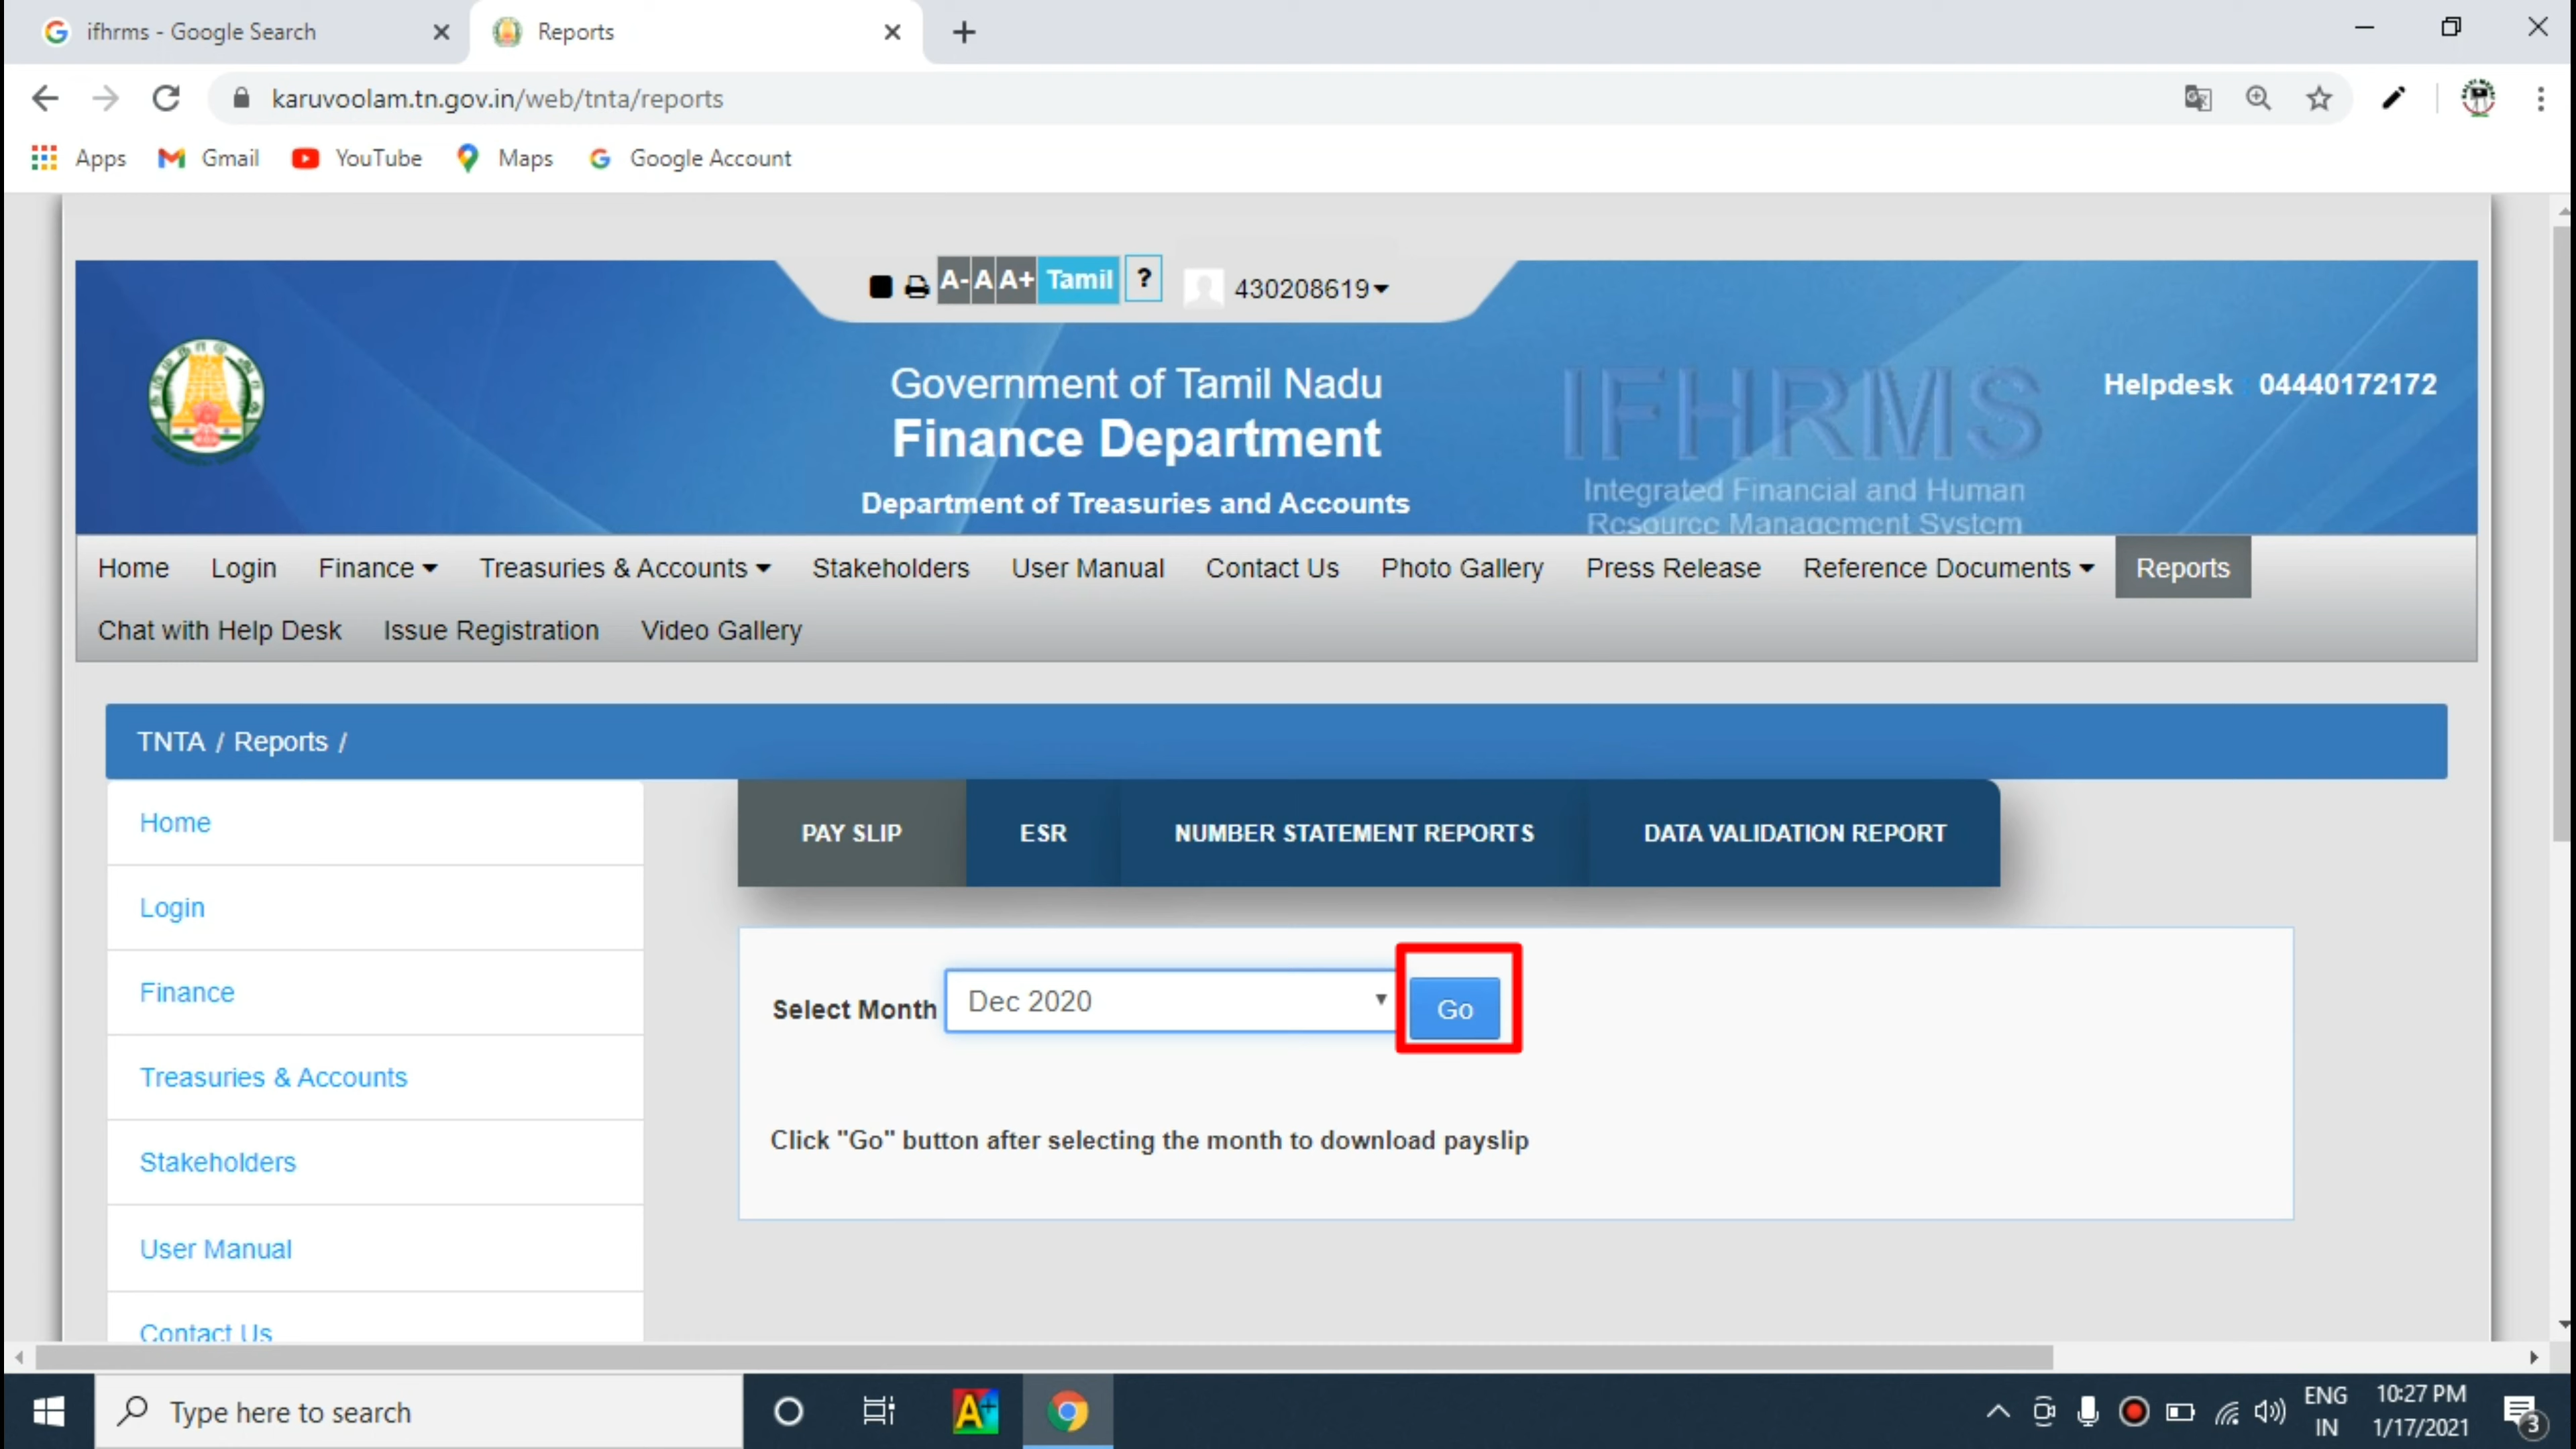 ifhrms - Google Search
Reports
karuvoolam.tn.gov.in/web/tnta/reports
Apps Gmail YouTube Maps Google Account
A- A A+ Tamil ? 430208619
Government of Tamil Nadu
Finance Department
Department of Treasuries and Accounts
IFHRMS
Integrated Financial and Human
Resource Management System
Helpdesk 04440172172
Home Login Finance Treasuries & Accounts Stakeholders User Manual Contact Us Photo Gallery Press Release Reference Documents Reports
Chat with Help Desk Issue Registration Video Gallery
TNTA / Reports /
Home
Login
Finance
Treasuries & Accounts
Stakeholders
User Manual
Contact Us
PAY SLIP ESR NUMBER STATEMENT REPORTS DATA VALIDATION REPORT
Select Month Dec 2020 Go
Click "Go" button after selecting the month to download payslip
Type here to search
A+
ENG
IN
10:27 PM
1/17/2021
3